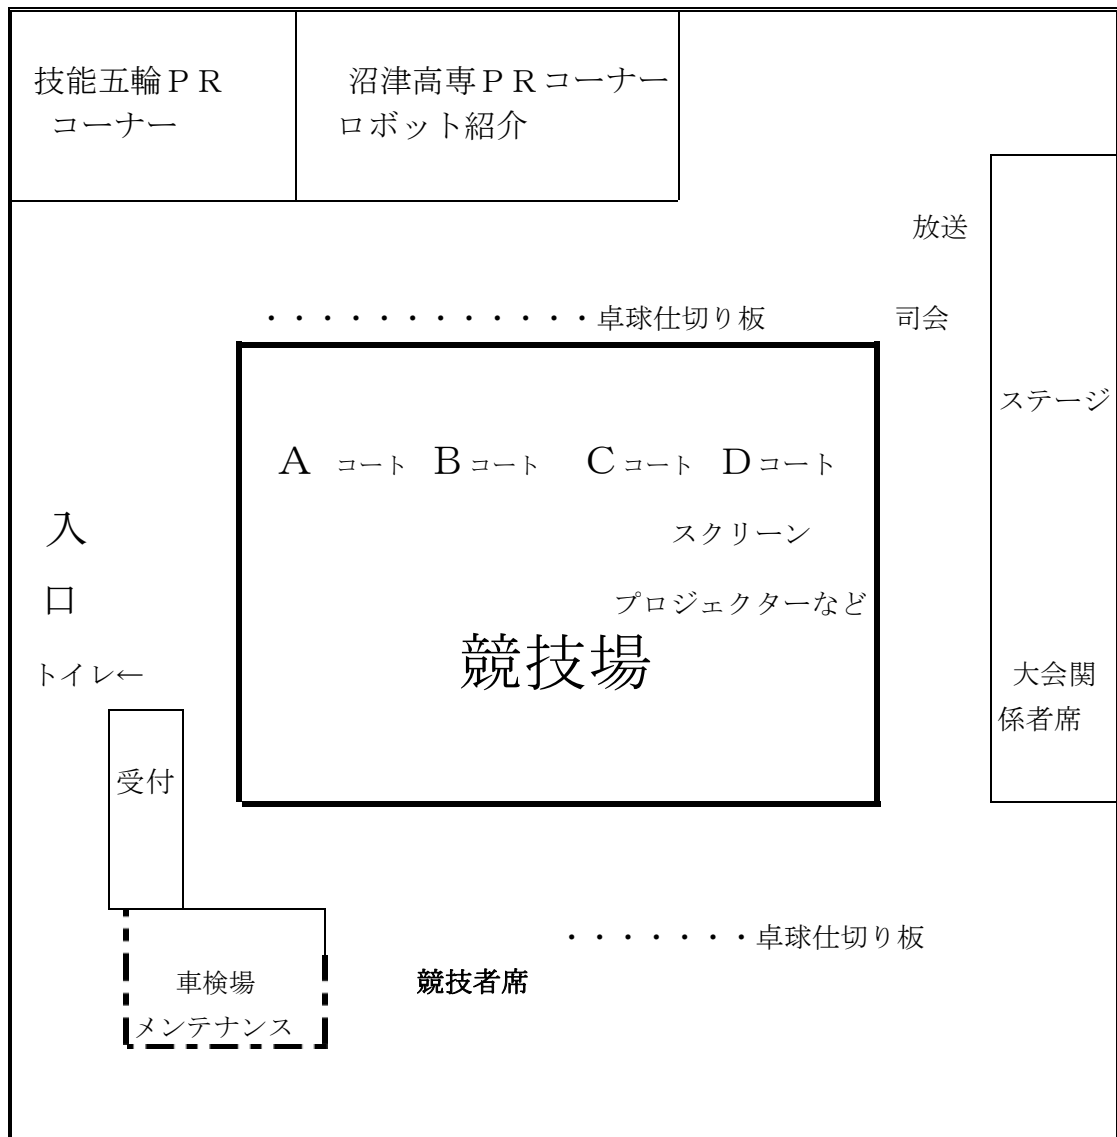 技能五輪ＰＲ
コーナー
沼津高専ＰＲコーナー
ロボット紹介
放送
・・・・・・・・・・・・卓球仕切り板
司会
ステージ
Ａ コート Ｂコート Ｃコート Ｄコート
入
口
スクリーン
プロジェクターなど
競技場
トイレ←
大会関
係者席
受付
・・・・・・・卓球仕切り板
車検場
メンテナンス
競技者席